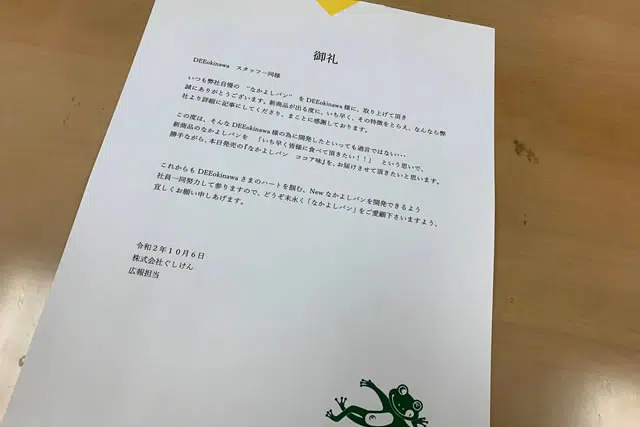 御礼
DEEokinawa　スタッフ一同様
いつも弊社自慢の　"なかよしパン"　を DEEokinawa 様に、取り上げて頂き
誠にありがとうございます。新商品が出る度に、いち早く、その特徴をとらえ、なんなら弊
社より詳細に記事にしてくださり、まことに感謝しております。
この度は、そんな DEEokinawa 様の為に開発したといっても過言ではない・・・
新商品のなかよしパンを　「いち早く皆様に食べて頂きたい！！」　という思いで、
勝手ながら、本日発売の『なかよしパン　ココア味』を、お届けさせて頂きたいと思います。
これからも DEEokinawa さまのハートを掴む、New なかよしパンを開発できるよう
社員一同努力して参りますので、どうぞ末永く「なかよしパン」をご愛顧下さいますよう、
宜しくお願い申しあげます。
令和２年１０月６日
株式会社ぐしけん
広報担当